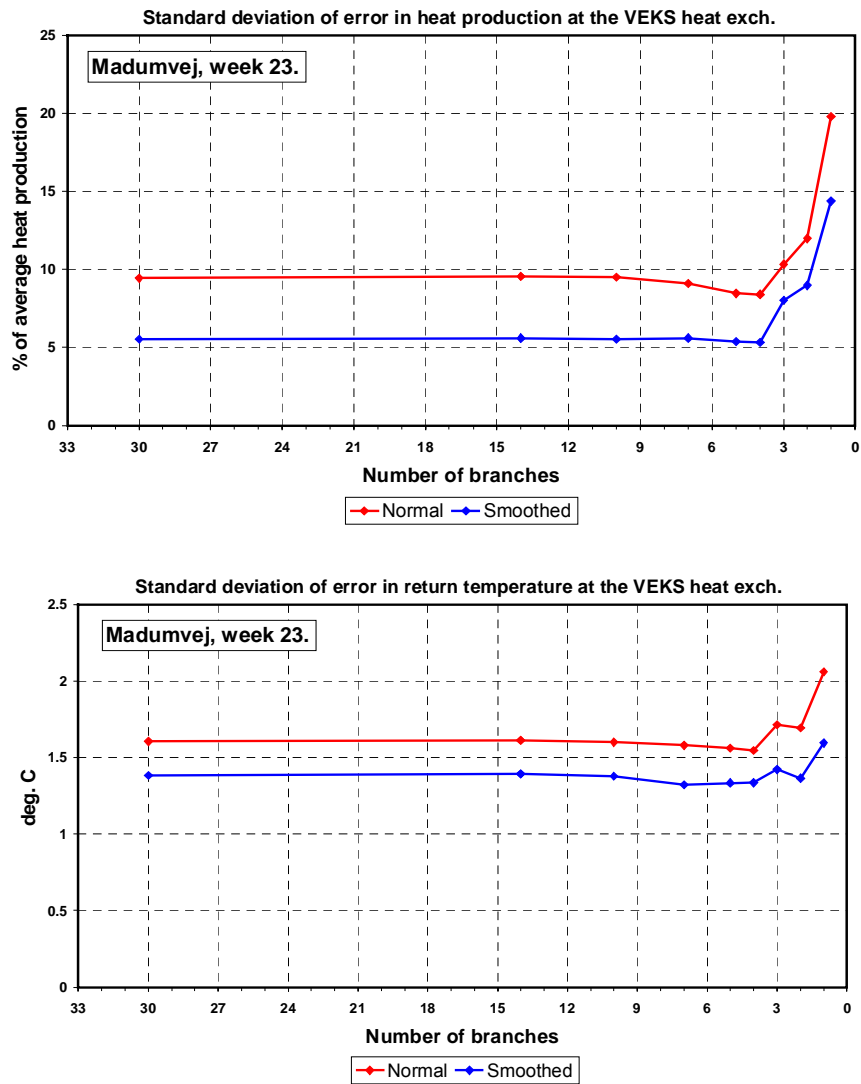 Standard deviation of error in heat production at the VEKS heat exch.
25
Madumvej, week 23.
20
15
10
5
0
% of average heat production
33 30 27 24 21 18 15 12 9 6 3 0
Number of branches
Normal Smoothed
Standard deviation of error in return temperature at the VEKS heat exch.
2.5
Madumvej, week 23.
2
1.5
1
0.5
0
deg. C
33 30 27 24 21 18 15 12 9 6 3 0
Number of branches
Normal Smoothed